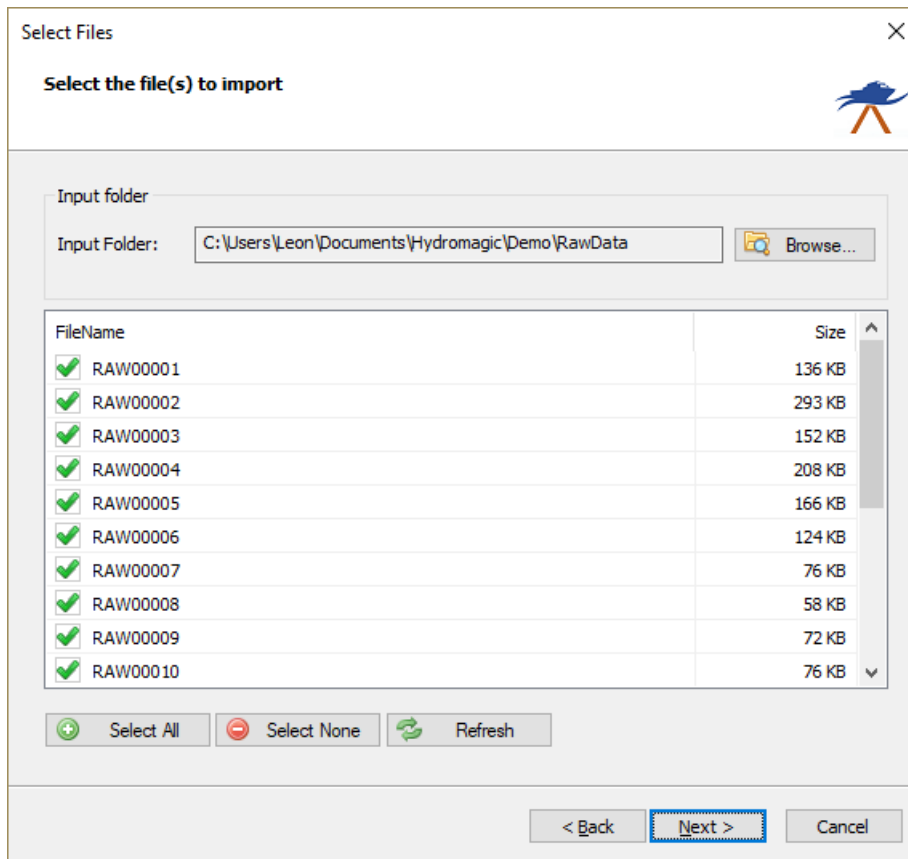 Select Files
Select the file(s) to import
Input folder
Input Folder: C:\Users\Leon\Documents\Hydromagic\Demo\RawData Browse...
FileName Size
RAW00001 136 KB
RAW00002 293 KB
RAW00003 152 KB
RAW00004 208 KB
RAW00005 166 KB
RAW00006 124 KB
RAW00007 76 KB
RAW00008 58 KB
RAW00009 72 KB
RAW00010 76 KB
Select All Select None Refresh
< Back Next > Cancel